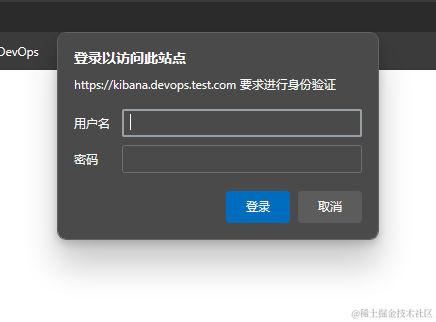 DevOps
登录以访问此站点
https://kibana.devops.test.com 要求进行身份验证
用户名
密码
登录 取消
@稀土掘金技术社区